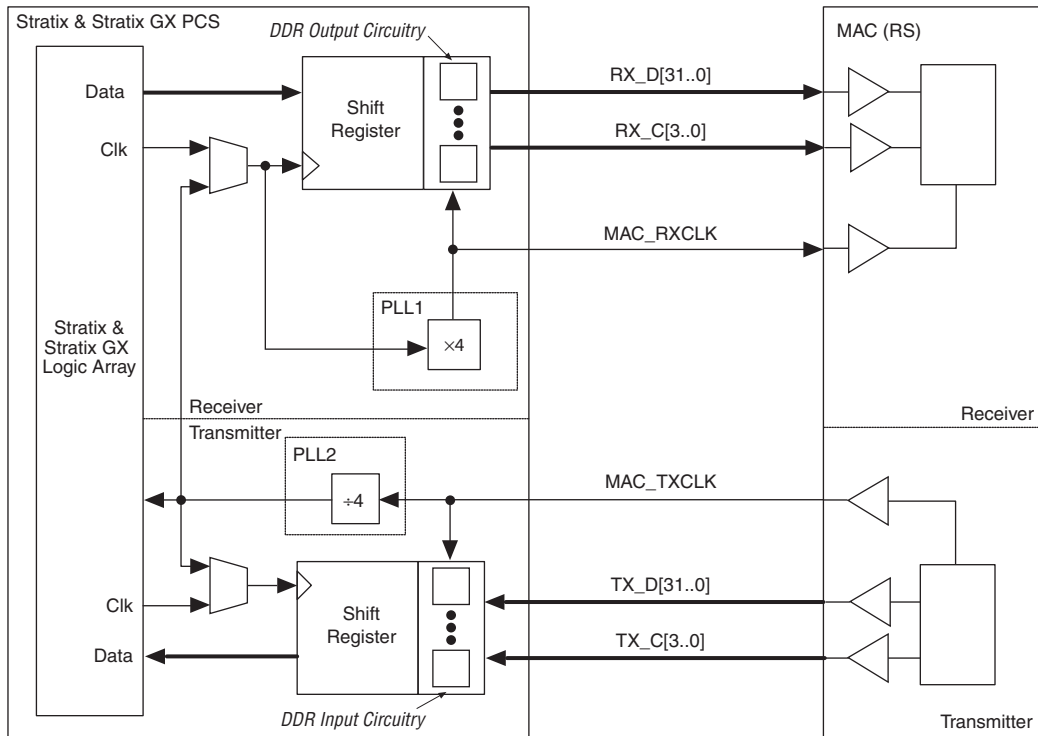 Stratix & Stratix GX PCS
DDR Output Circuitry
MAC (RS)
Data
Shift
Register
RX_D[31..0]
Clk
RX_C[3..0]
MAC_RXCLK
PLL1
×4
Stratix &
Stratix GX
Logic Array
Receiver
Receiver
Transmitter
PLL2
÷4
MAC_TXCLK
Clk
Shift
Register
TX_D[31..0]
TX_C[3..0]
Data
DDR Input Circuitry
Transmitter